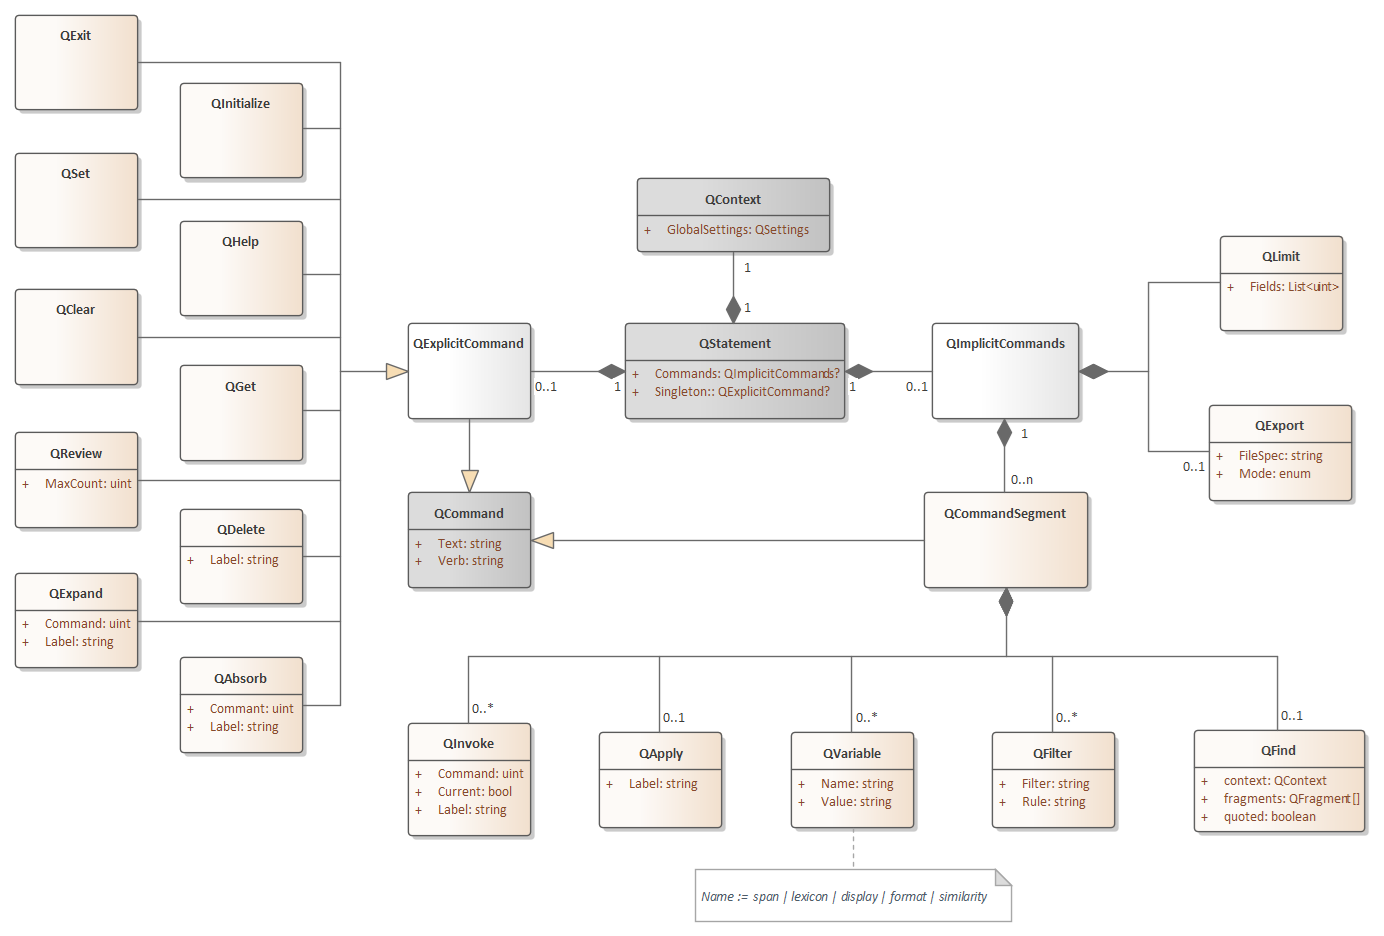 QExit
QInitialize
QSet
QHelp
QClear
QGet
QReview
+ MaxCount: uint
QDelete
+ Label: string
QExpand
+ Command: uint
+ Label: string
QAbsorb
+ Commant: uint
+ Label: string
QContext
+ GlobalSettings: QSettings
1
1
QExplicitCommand
0..1
1
QStatement
+ Commands: QImplicitCommands?
+ Singleton:: QExplicitCommand?
1
0..1
QImplicitCommands
QLimit
+ Fields: List<uint>
QExport
+ FileSpec: string
+ Mode: enum
0..1
1
0..n
QCommand
+ Text: string
+ Verb: string
QCommandSegment
0..*
0..1
0..*
0..*
0..1
QInvoke
+ Command: uint
+ Current: bool
+ Label: string
QApply
+ Label: string
QVariable
+ Name: string
+ Value: string
QFilter
+ Filter: string
+ Rule: string
QFind
+ context: QContext
+ fragments: QFragment[]
+ quoted: boolean
Name := span | lexicon | display | format | similarity